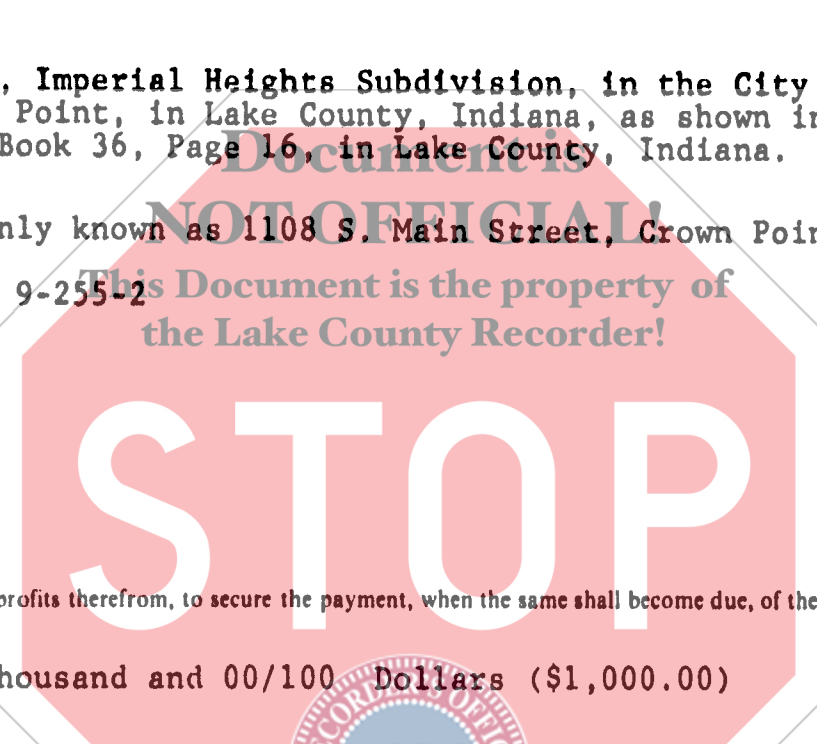 , Imperial Heights Subdivision, in the City
Point, in Lake County, Indiana, as shown in
Book 36, Page 16, in Lake County, Indiana.
Document is
NOT OFFICIAL!
nly known as 1108 S. Main Street, Crown Poin
This Document is the property of
9-255-2
the Lake County Recorder!
STOP
profits therefrom, to secure the payment, when the same shall become due, of the
housand and 00/100 Dollars ($1,000.00)
CORDERS OFFIC